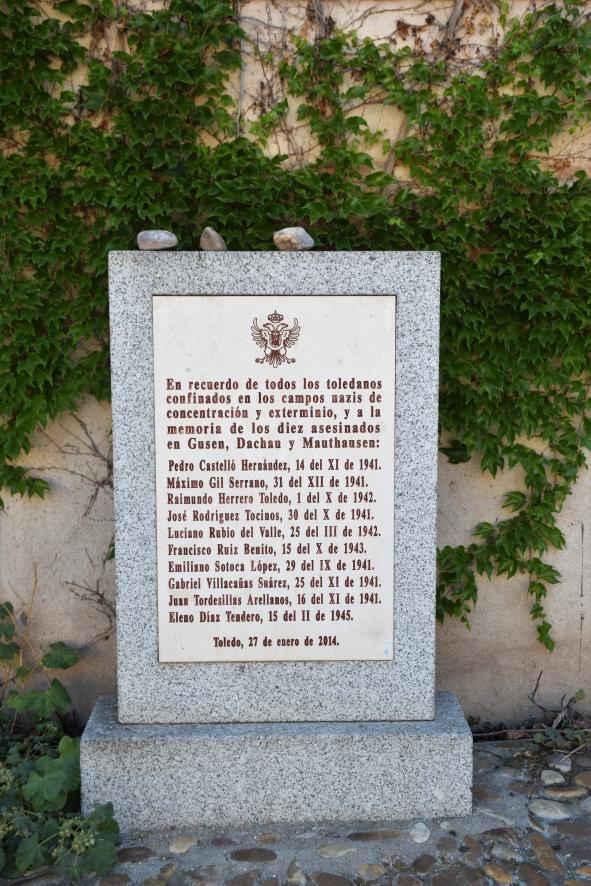 En recuerdo de todos los toledanos
confinados en los campos nazis de
concentración y exterminio, y a la
memoria de los diez asesinados
en Gusen, Dachau y Mauthausen:
Pedro Castelló Hernández, 14 del XI de 1941.
Máximo Gil Serrano, 31 del XII de 1941.
Raimundo Herrero Toledo, 1 del X de 1942.
José Rodríguez Tocinos, 30 del X de 1941.
Luciano Rubio del Valle, 25 del III de 1942.
Francisco Ruiz Benito, 15 del X de 1943.
Emiliano Sotoca López, 29 del IX de 1941.
Gabriel Villacañas Suárez, 25 del XI de 1941.
Juan Tordesillas Arellanos, 16 del XI de 1941.
Eleno Díaz Tendero, 15 del II de 1945.
Toledo, 27 de enero de 2014.